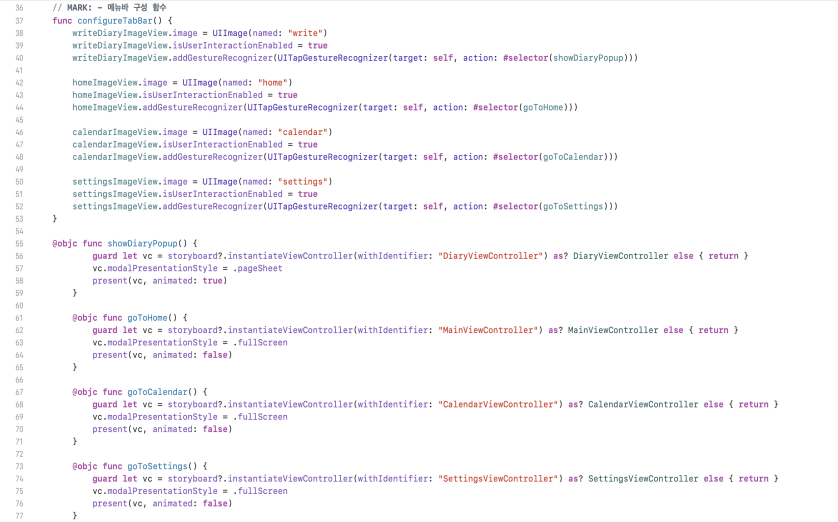 36 // MARK: - 메뉴바 구성 함수
37 func configureTabBar() {
38 writeDiaryImageView.image = UIImage(named: "write")
39 writeDiaryImageView.isUserInteractionEnabled = true
40 writeDiaryImageView.addGestureRecognizer(UITapGestureRecognizer(target: self, action: #selector(showDiaryPopup)))
41
42 homeImageView.image = UIImage(named: "home")
43 homeImageView.isUserInteractionEnabled = true
44 homeImageView.addGestureRecognizer(UITapGestureRecognizer(target: self, action: #selector(goToHome)))
45
46 calendarImageView.image = UIImage(named: "calendar")
47 calendarImageView.isUserInteractionEnabled = true
48 calendarImageView.addGestureRecognizer(UITapGestureRecognizer(target: self, action: #selector(goToCalendar)))
49
50 settingsImageView.image = UIImage(named: "settings")
51 settingsImageView.isUserInteractionEnabled = true
52 settingsImageView.addGestureRecognizer(UITapGestureRecognizer(target: self, action: #selector(goToSettings)))
53 }
54
55 @objc func showDiaryPopup() {
56 guard let vc = storyboard?.instantiateViewController(withIdentifier: "DiaryViewController") as? DiaryViewController else { return }
57 vc.modalPresentationStyle = .pageSheet
58 present(vc, animated: true)
59 }
60
61 @objc func goToHome() {
62 guard let vc = storyboard?.instantiateViewController(withIdentifier: "MainViewController") as? MainViewController else { return }
63 vc.modalPresentationStyle = .fullScreen
64 present(vc, animated: false)
65 }
66
67 @objc func goToCalendar() {
68 guard let vc = storyboard?.instantiateViewController(withIdentifier: "CalendarViewController") as? CalendarViewController else { return }
69 vc.modalPresentationStyle = .fullScreen
70 present(vc, animated: false)
71 }
72
73 @objc func goToSettings() {
74 guard let vc = storyboard?.instantiateViewController(withIdentifier: "SettingsViewController") as? SettingsViewController else { return }
75 vc.modalPresentationStyle = .fullScreen
76 present(vc, animated: false)
77 }